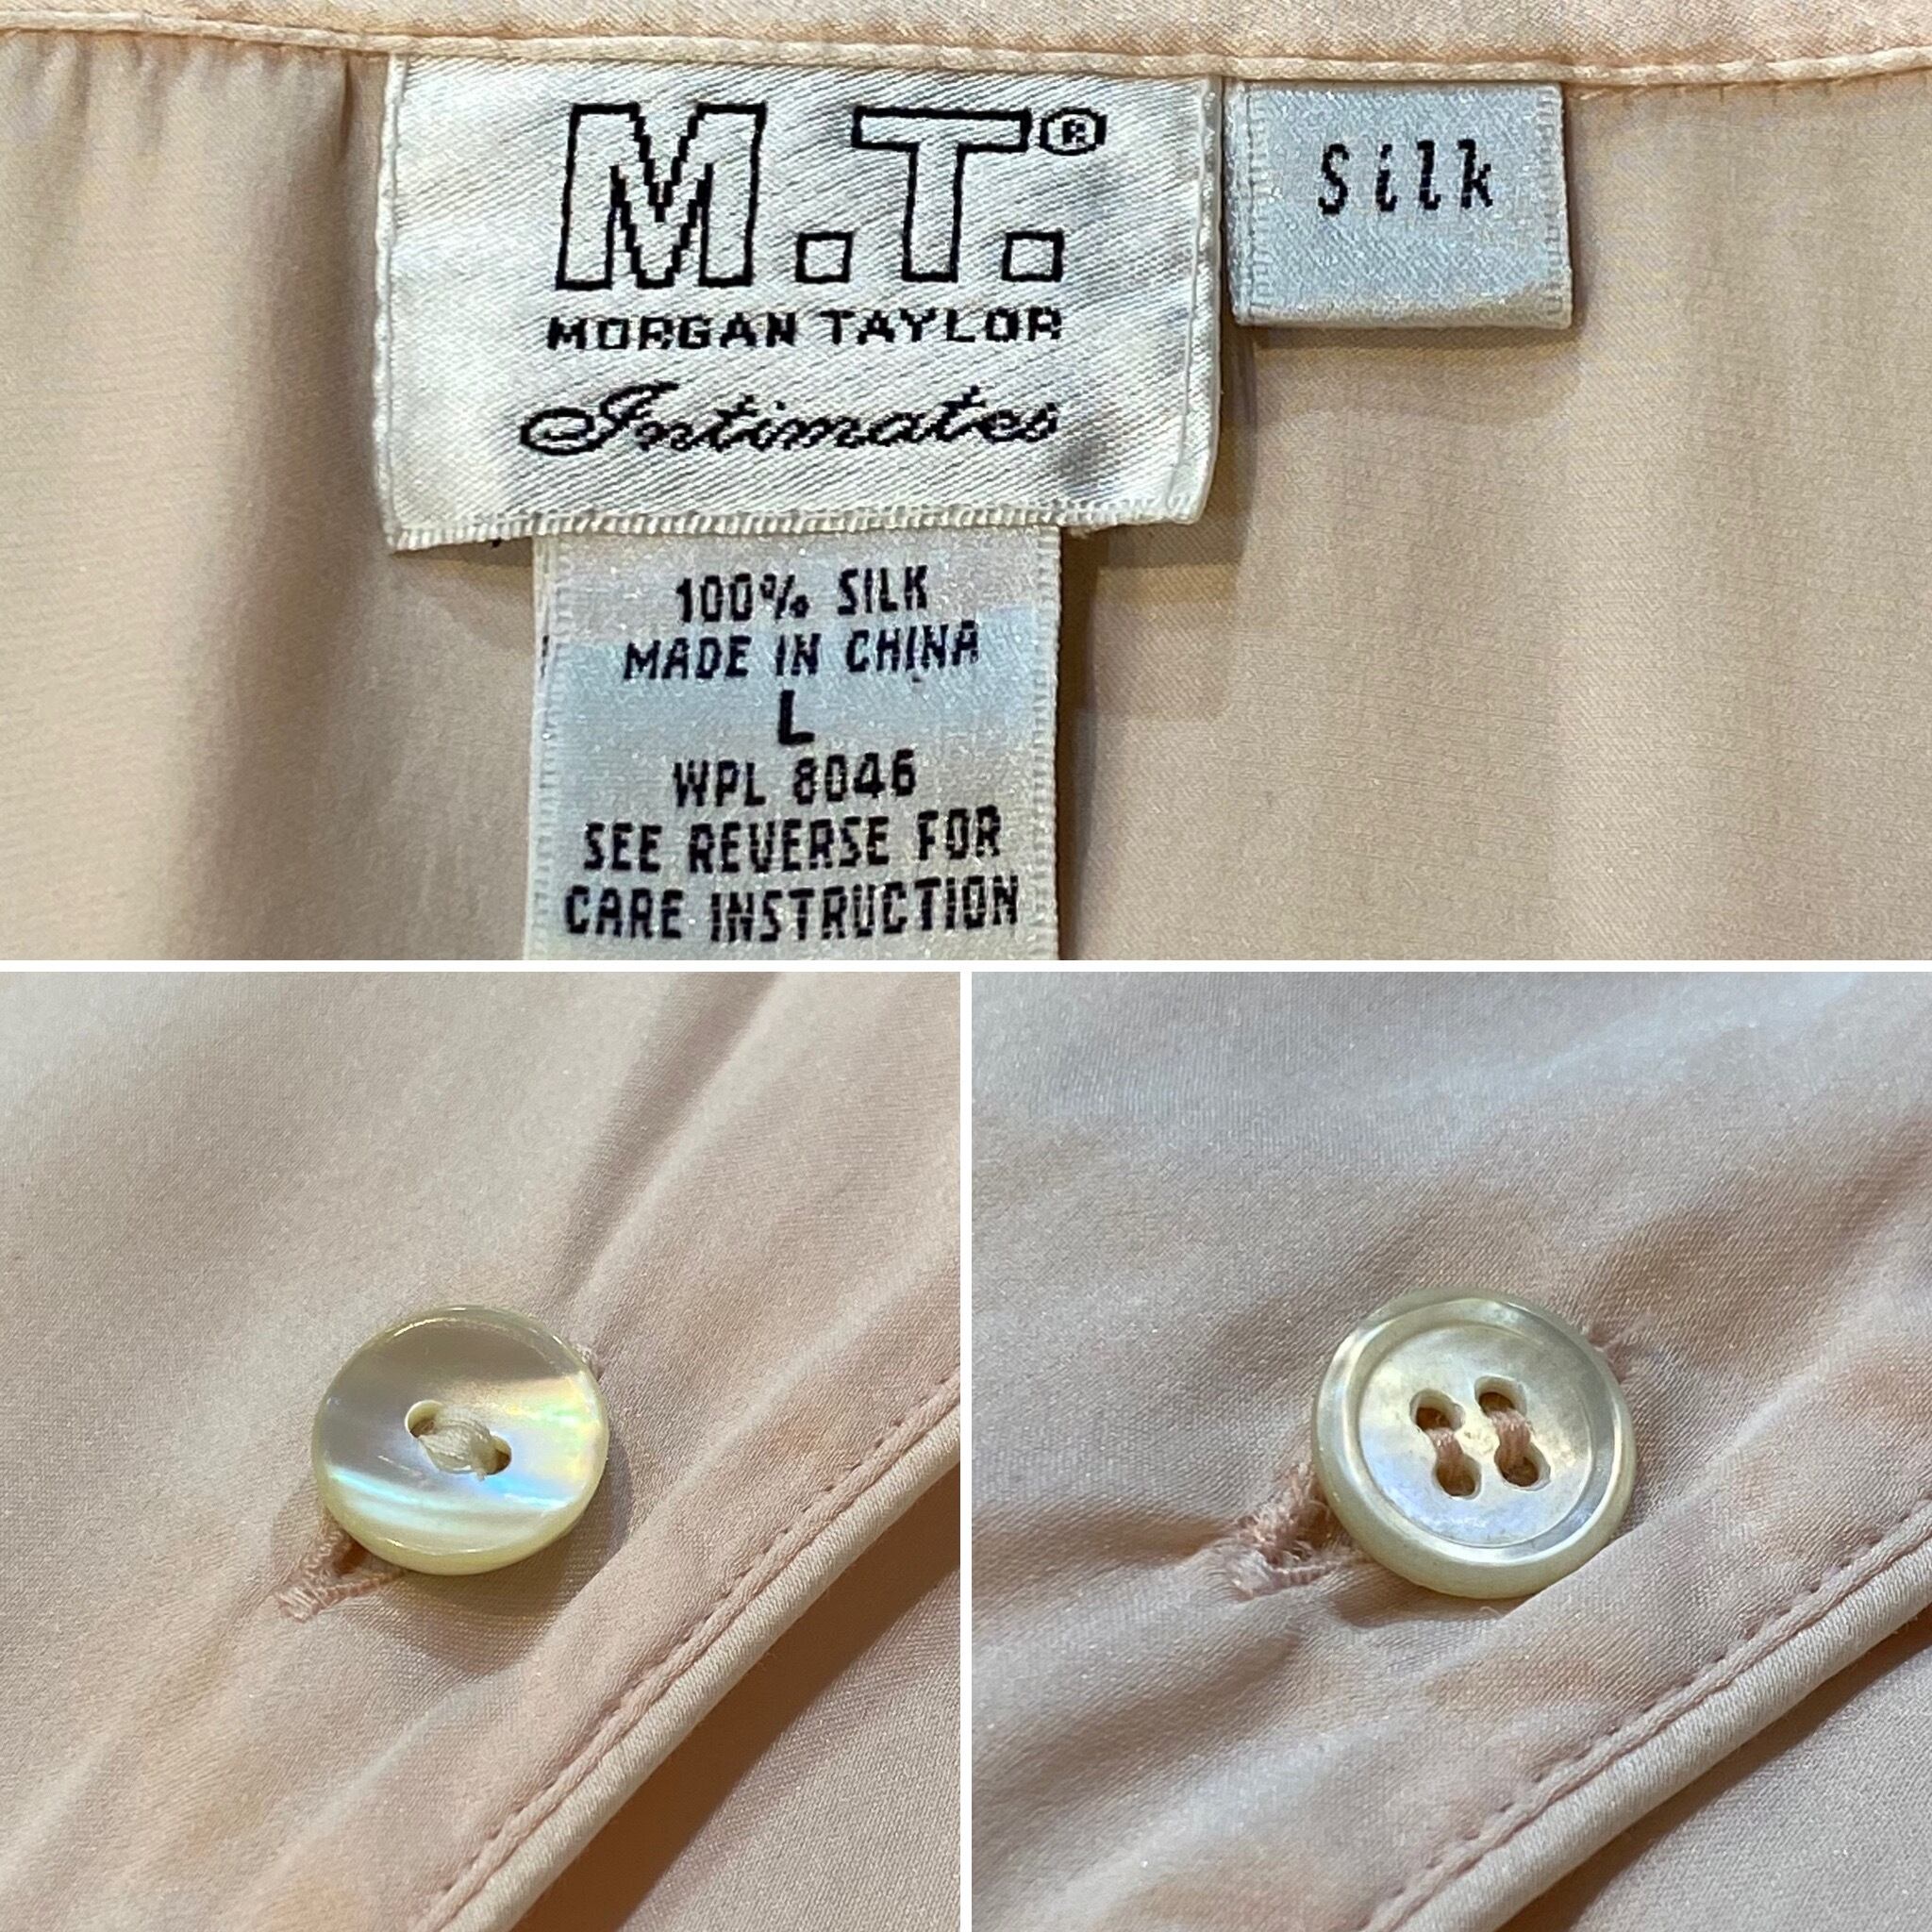 M.T.®
MORGAN TAYLOR
Intimates
Silk
100% SILK
MADE IN CHINA
L
WPL 8046
SEE REVERSE FOR
CARE INSTRUCTION